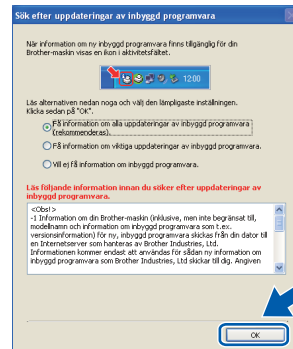 Sök efter uppdateringar av inbyggd programvara
När information om ny inbyggd programvara finns tillgänglig för din
Brother-maskin visas en ikon i aktivitetsfältet.
12:00
Läs alternativen nedan noga och välj den lämpligaste inställningen.
Klicka sedan på "OK".
Få information om alla uppdateringar av inbyggd programvara
(rekommenderas).
Få information om viktiga uppdateringar av inbyggd programvara.
Vill ej få information om inbyggd programvara.
Läs följande information innan du söker efter uppdateringar av
inbyggd programvara.
<Obs!>
-1 Information om din Brother-maskin (inklusive, men inte begränsat till,
modellnamn och information om inbyggd programvara som t.ex.
versionsinformation) för ny, inbyggd programvara skickas från din dator till
en Internetserver som hanteras av Brother Industries, Ltd.
Informationen kommer endast att användas för sådan ny information om
inbyggd programvara som Brother Industries, Ltd skickar till dig. Angiven
OK